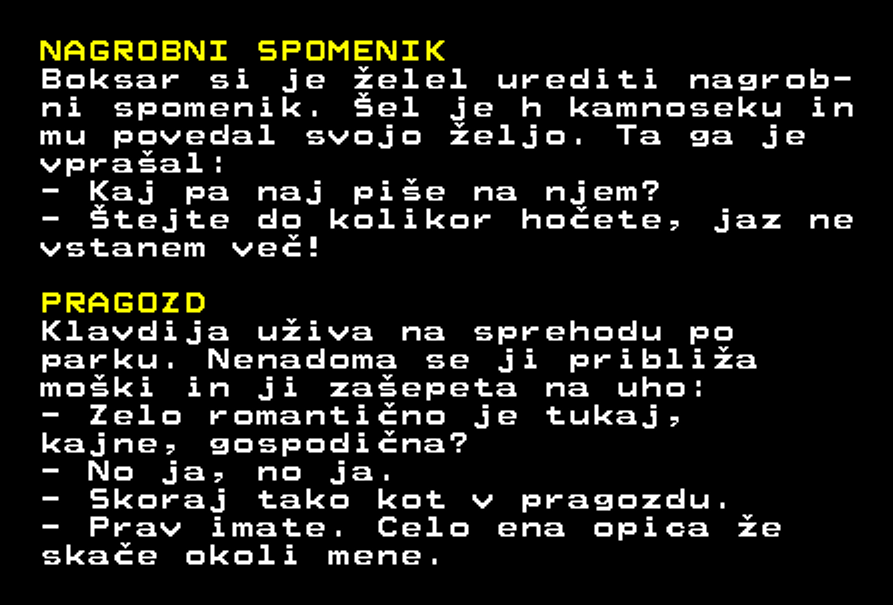 NAGROBNI SPOMENIK
Boksar si je želel urediti nagrob-
ni spomenik. Šel je h kamnoseku in
mu povedal svojo željo. Ta ga je
vprašal:
- Kaj pa naj piše na njem?
- Štejte do kolikor hočete, jaz ne
vstanem več!
PRAGOZD
Klavdija uživa na sprehodu po
parku. Nenadoma se ji približa
moški in ji zašepeta na uho:
- Zelo romantično je tukaj,
kajne, gospodična?
- No ja, no ja.
- Skoraj tako kot v pragozdu.
- Prav imate. Celo ena opica že
skače okoli mene.